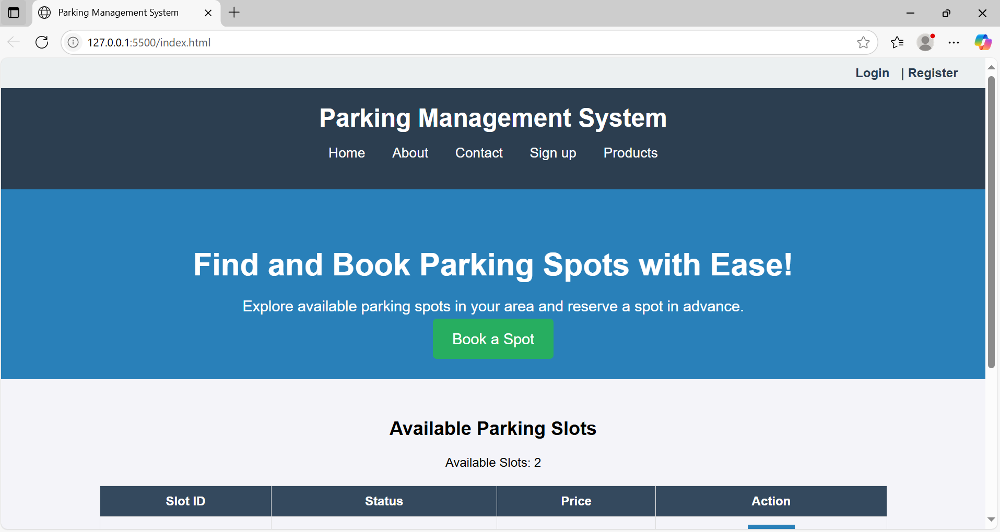 Parking Management System
127.0.0.1:5500/index.html
Login | Register
Parking Management System
Home About Contact Sign up Products
Find and Book Parking Spots with Ease!
Explore available parking spots in your area and reserve a spot in advance.
Book a Spot
Available Parking Slots
Available Slots: 2
Slot ID Status Price Action